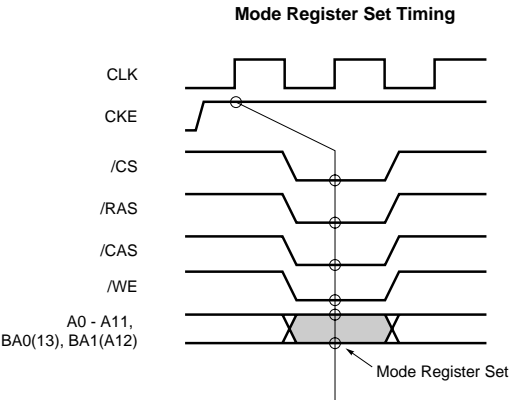 Mode Register Set Timing
CLK
CKE
/CS
/RAS
/CAS
/WE
A0 - A11,
BA0(13), BA1(A12)
Mode Register Set